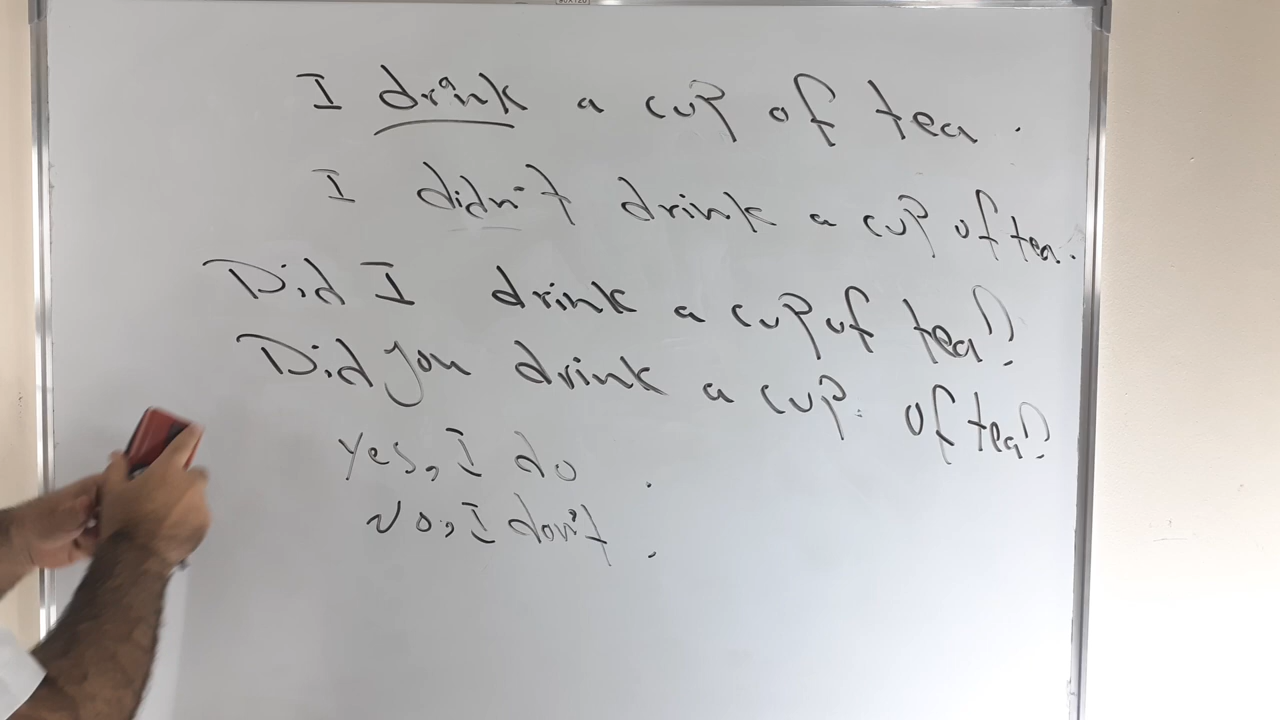 I drank a cup of tea.
I didn't drink a cup of tea.
Did I drink a cup of tea?
Did you drink a cup of tea?
Yes, I do
No, I don't.